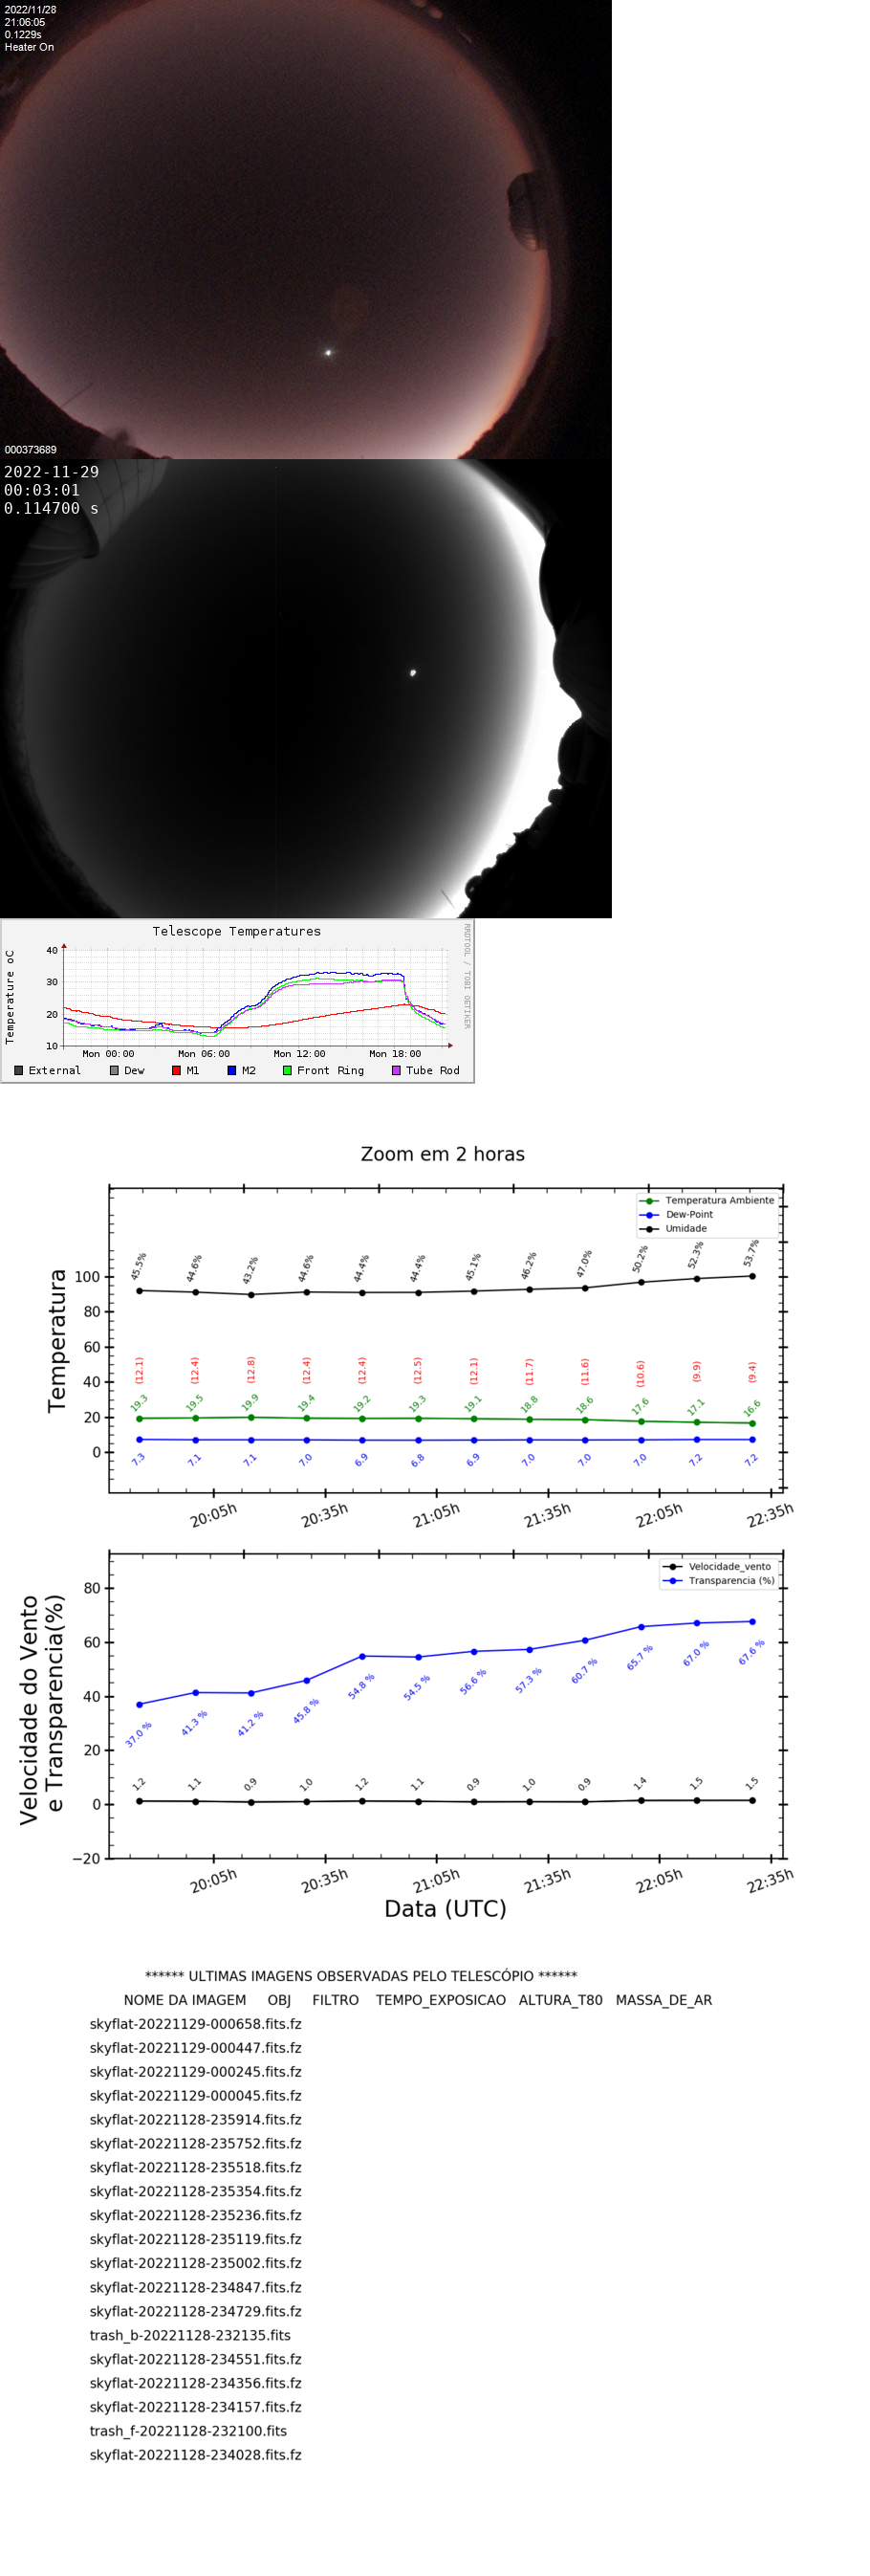 2022/11/28
21:06:05
0.1229s
Heater On
000373689
2022-11-29
00:03:01
0.114700 s
Telescope Temperatures
RRDTOOL / TOBI OETIKER
Temperature oC
40
30
20
10
Mon 00:00 Mon 06:00 Mon 12:00 Mon 18:00
External Dew M1 M2 Front Ring Tube Rod
Zoom em 2 horas
Temperatura Ambiente
Dew-Point
Umidade
Temperatura
100
80
60
40
20
0
45.5% 44.6% 43.2% 44.6% 44.4% 44.4% 45.1% 46.2% 47.0% 50.2% 52.3% 53.7%
(12.1) (12.4) (12.8) (12.4) (12.4) (12.5) (12.1) (11.7) (11.6) (10.6) (9.9) (9.4)
19.3 19.5 19.9 19.4 19.2 19.3 19.1 18.8 18.6 17.6 17.1 16.6
7.3 7.1 7.1 7.0 6.9 6.8 6.9 7.0 7.0 7.0 7.2 7.2
20:05h 20:35h 21:05h 21:35h 22:05h 22:35h
Velocidade_vento
Transparencia (%)
Velocidade do Vento
e Transparencia(%)
80
60
40
20
0
−20
37.0 % 41.3 % 41.2 % 45.8 % 54.8 % 54.5 % 56.6 % 57.3 % 60.7 % 65.7 % 67.0 % 67.6 %
1.2 1.1 0.9 1.0 1.2 1.1 0.9 1.0 0.9 1.4 1.5 1.5
20:05h 20:35h 21:05h 21:35h 22:05h 22:35h
Data (UTC)
****** ULTIMAS IMAGENS OBSERVADAS PELO TELESCÓPIO ******
NOME DA IMAGEM OBJ FILTRO TEMPO_EXPOSICAO ALTURA_T80 MASSA_DE_AR
skyflat-20221129-000658.fits.fz
skyflat-20221129-000447.fits.fz
skyflat-20221129-000245.fits.fz
skyflat-20221129-000045.fits.fz
skyflat-20221128-235914.fits.fz
skyflat-20221128-235752.fits.fz
skyflat-20221128-235518.fits.fz
skyflat-20221128-235354.fits.fz
skyflat-20221128-235236.fits.fz
skyflat-20221128-235119.fits.fz
skyflat-20221128-235002.fits.fz
skyflat-20221128-234847.fits.fz
skyflat-20221128-234729.fits.fz
trash_b-20221128-232135.fits
skyflat-20221128-234551.fits.fz
skyflat-20221128-234356.fits.fz
skyflat-20221128-234157.fits.fz
trash_f-20221128-232100.fits
skyflat-20221128-234028.fits.fz